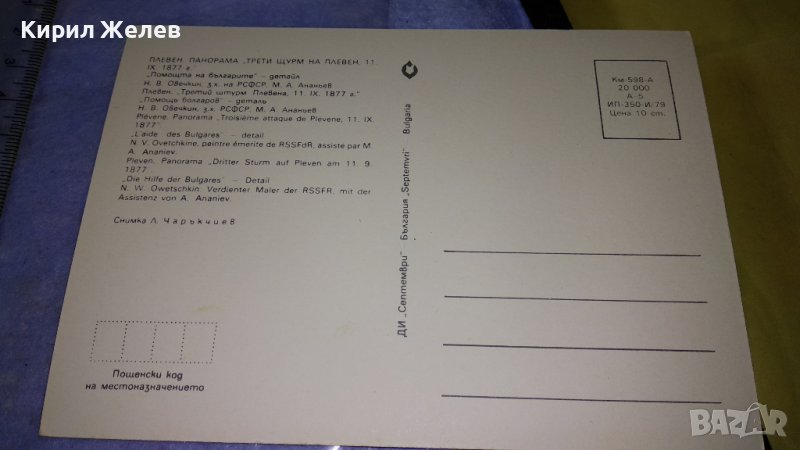 Кирил Желев
ПЛЕВЕН. ПАНОРАМА „ТРЕТИ ЩУРМ НА ПЛЕВЕН, 11.
IX. 1877 г."
„Помощта на българите" – детайл
Н. В. Овечкин, з.х. на РСФСР, М. А. Ананьев
Плевен. „Третий штурм Плевена, 11. IX. 1877 г."
„Помощь болгаров" – деталь
Н. В. Овечкин, з.х. РСФСР, М. А. Ананьев
Plévene. Panorama „Troisième attaque de Plevene, 11. IX.
1877"
„L'aide des Bulgares" – detail
N. V. Ovetchkine, peintre émerite de RSSFdR, assiste par M.
A. Ananiev.
Pleven. Panorama „Dritter Sturm auf Pleven am 11. 9.
1877"
„Die Hilfe der Bulgares" – Detail
N. W. Owetschkin. Verdienter Maler der RSSFR, mit der
Assistenz von A. Ananiev.
Снимка Л. Чаръкчиев
Пощенски код
на местоназначението
ДИ „Септември" България „Septemvri" Bulgaria
Км-598-А
20 000
А-5
ИП-350-И/79
Цена 10 ст.
BAZAR
bg